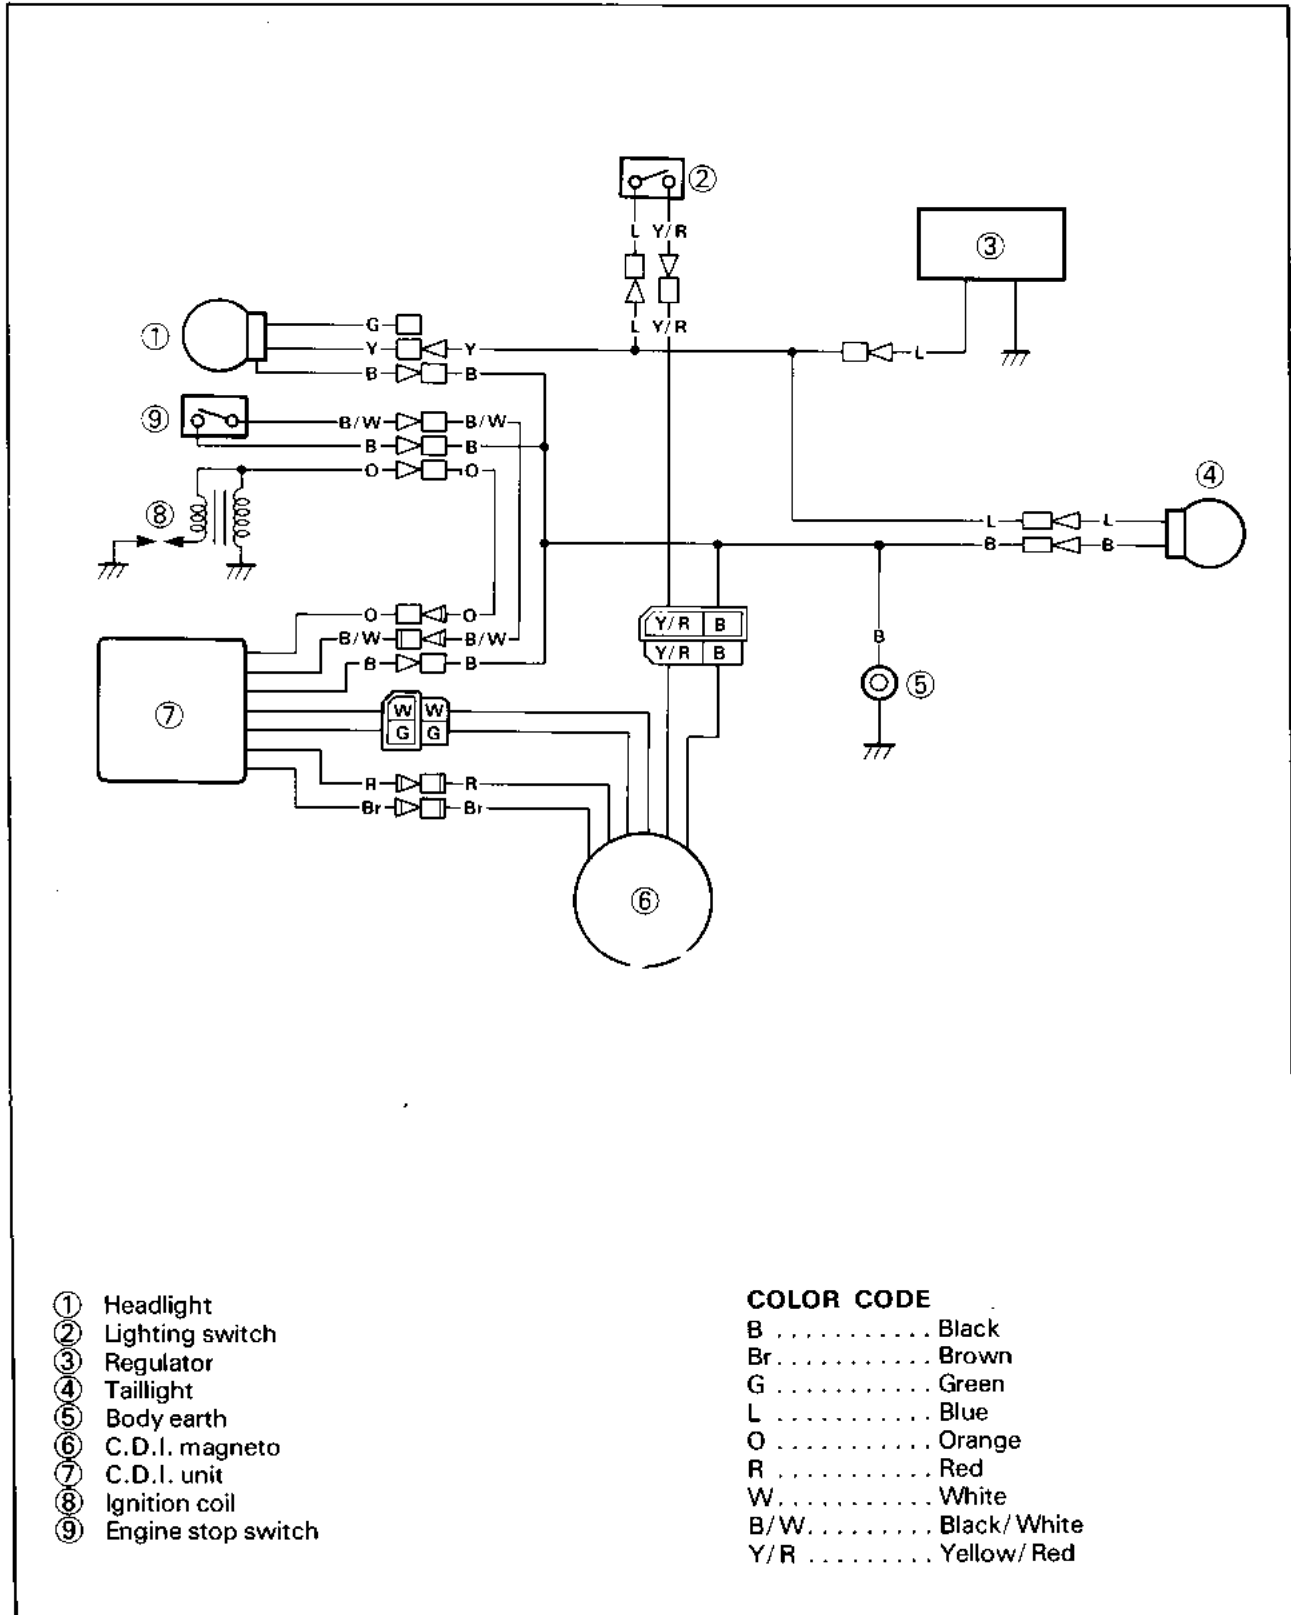 ②
L Y/R
③
L Y/R
G
① Y Y L
B B
⑨ B/W B/W
B B
O O
④
⑧
L L
B B
O O
Y/R B
B/W B/W
Y/R B
B
B B
⑤
⑦
W W
G G
R R
Br Br
⑥
① Headlight
② Lighting switch
③ Regulator
④ Taillight
⑤ Body earth
⑥ C.D.I. magneto
⑦ C.D.I. unit
⑧ Ignition coil
⑨ Engine stop switch
COLOR CODE
B . . . . . . . . . . . Black
Br . . . . . . . . . . . Brown
G . . . . . . . . . . . Green
L . . . . . . . . . . . Blue
O . . . . . . . . . . . Orange
R . . . . . . . . . . . Red
W . . . . . . . . . . . White
B/W . . . . . . . . . Black/White
Y/R . . . . . . . . . Yellow/Red